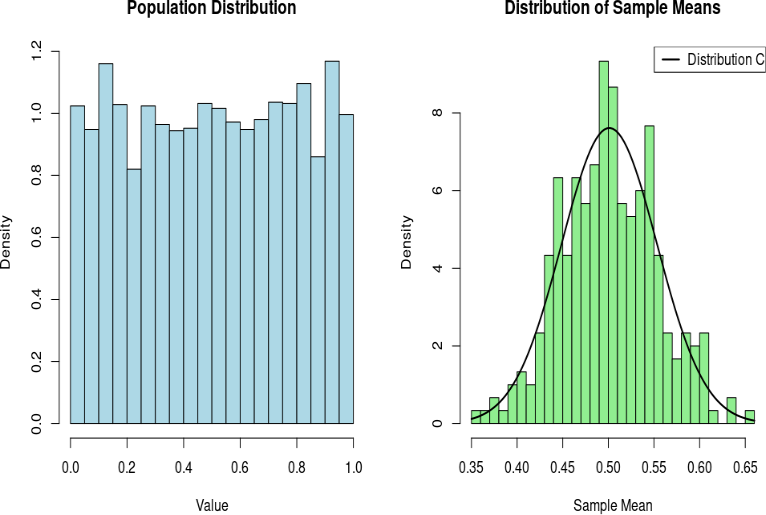 Population Distribution
Density
0.0 0.2 0.4 0.6 0.8 1.0 1.2
0.0 0.2 0.4 0.6 0.8 1.0
Value
Distribution of Sample Means
Distribution C
Density
0 2 4 6 8
0.35 0.40 0.45 0.50 0.55 0.60 0.65
Sample Mean